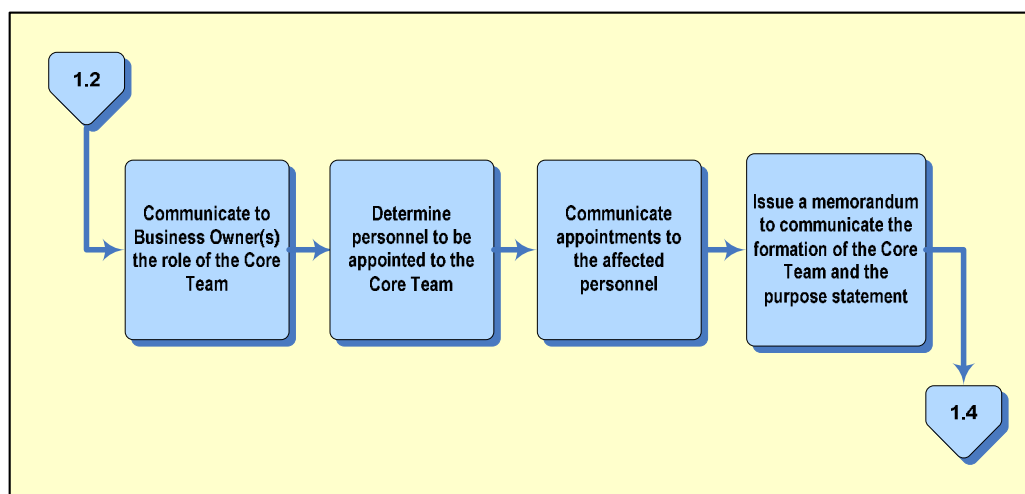 1.2
Communicate to
Business Owner(s)
the role of the Core
Team
Determine
personnel to be
appointed to the
Core Team
Communicate
appointments to
the affected
personnel
Issue a memorandum
to communicate the
formation of the Core
Team and the
purpose statement
1.4